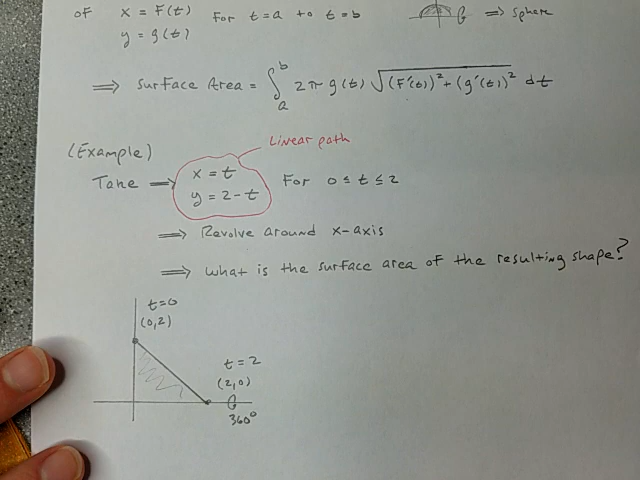 of x = F(t) For t=a to t=b ⟹ sphere
y = g(t)
⟹ Surface Area = ∫ₐᵇ 2π g(t) √((F'(t))² + (g'(t))²) dt
(Example)
Linear path
Take ⟹ x = t
y = 2-t For 0 ≤ t ≤ 2
⟹ Revolve around x-axis
⟹ What is the surface area of the resulting shape?
t=0
(0,2)
t=2
(2,0)
360°